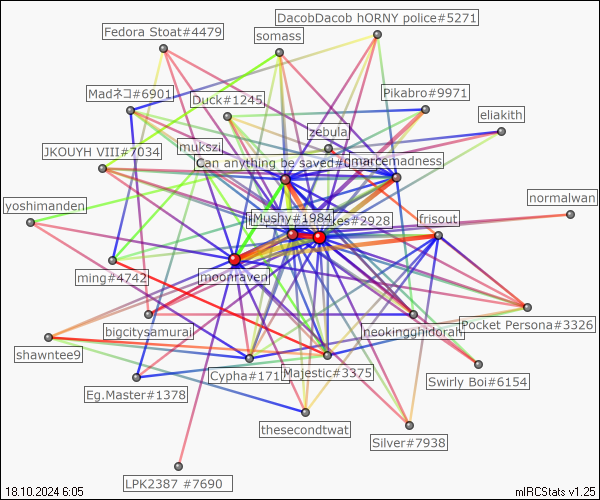 DacobDacob hORNY police#5271
Fedora Stoat#4479
somass
Madネコ#6901
Pikabro#9971
Duck#1245
eliakith
zebula
mukszi
JKOUYH VIII#7034
Can anything be saved#0
marcemadness
normalwan
yoshimanden
Mushy#1984
es#2928
frisout
ming#4742
moonraven
bigcitysamurai
neokingghidorah
Pocket Persona#3326
shawntee9
Cypha#171
Majestic#3375
Swirly Boi#6154
Eg.Master#1378
thesecondtwat
Silver#7938
LPK2387 #7690
18.10.2024 6:05
mIRCStats v1.25